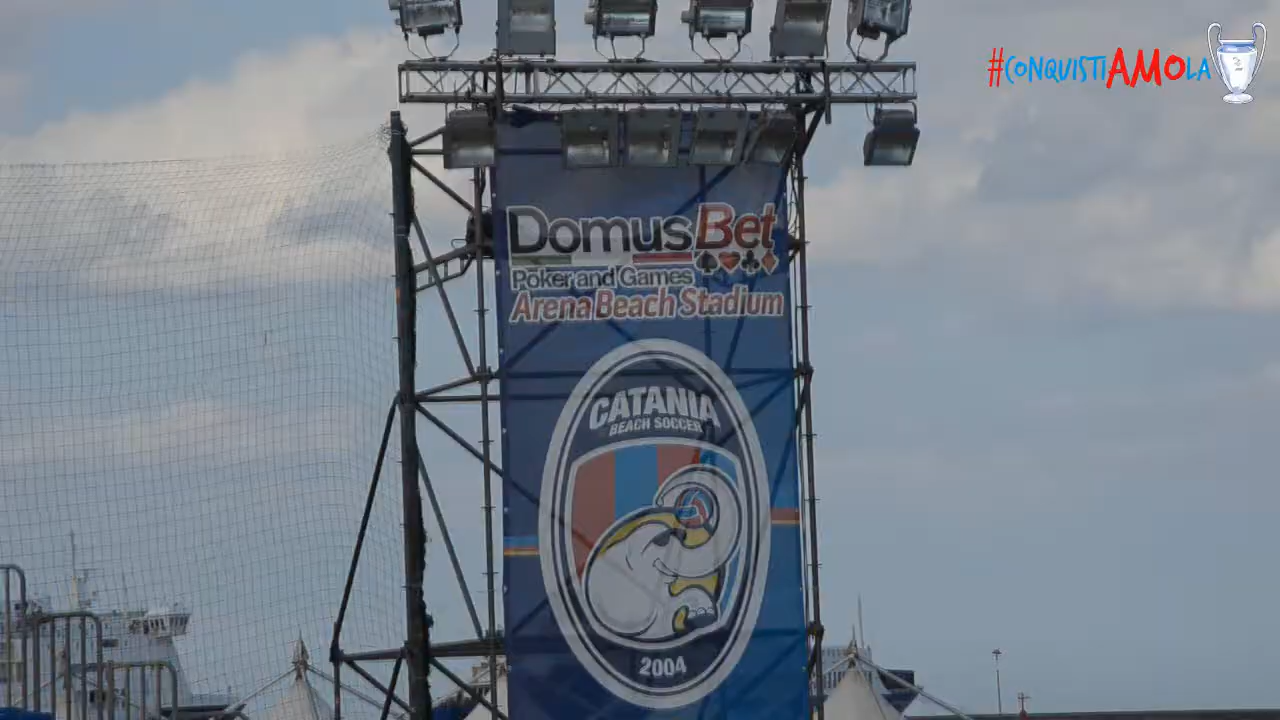 #CONQUISTIAMOLA
DomusBet
Poker and Games
Arena Beach Stadium
CATANIA
BEACH SOCCER
2004